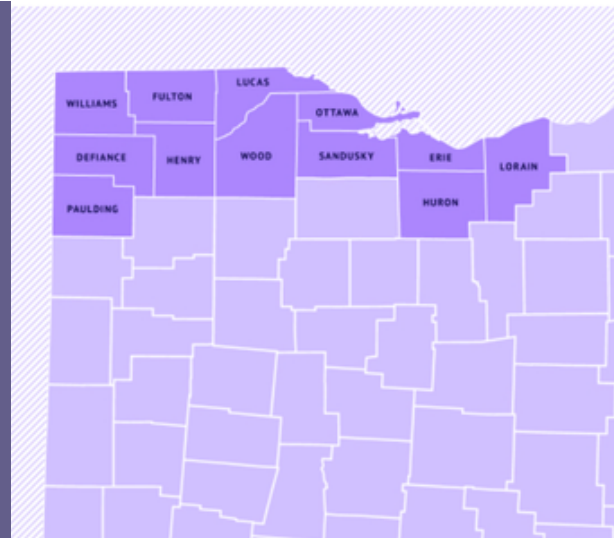 LUCAS
FULTON
WILLIAMS
OTTAWA
DEFIANCE
HENRY
WOOD
SANDUSKY
ERIE
LORAIN
PAULDING
HURON